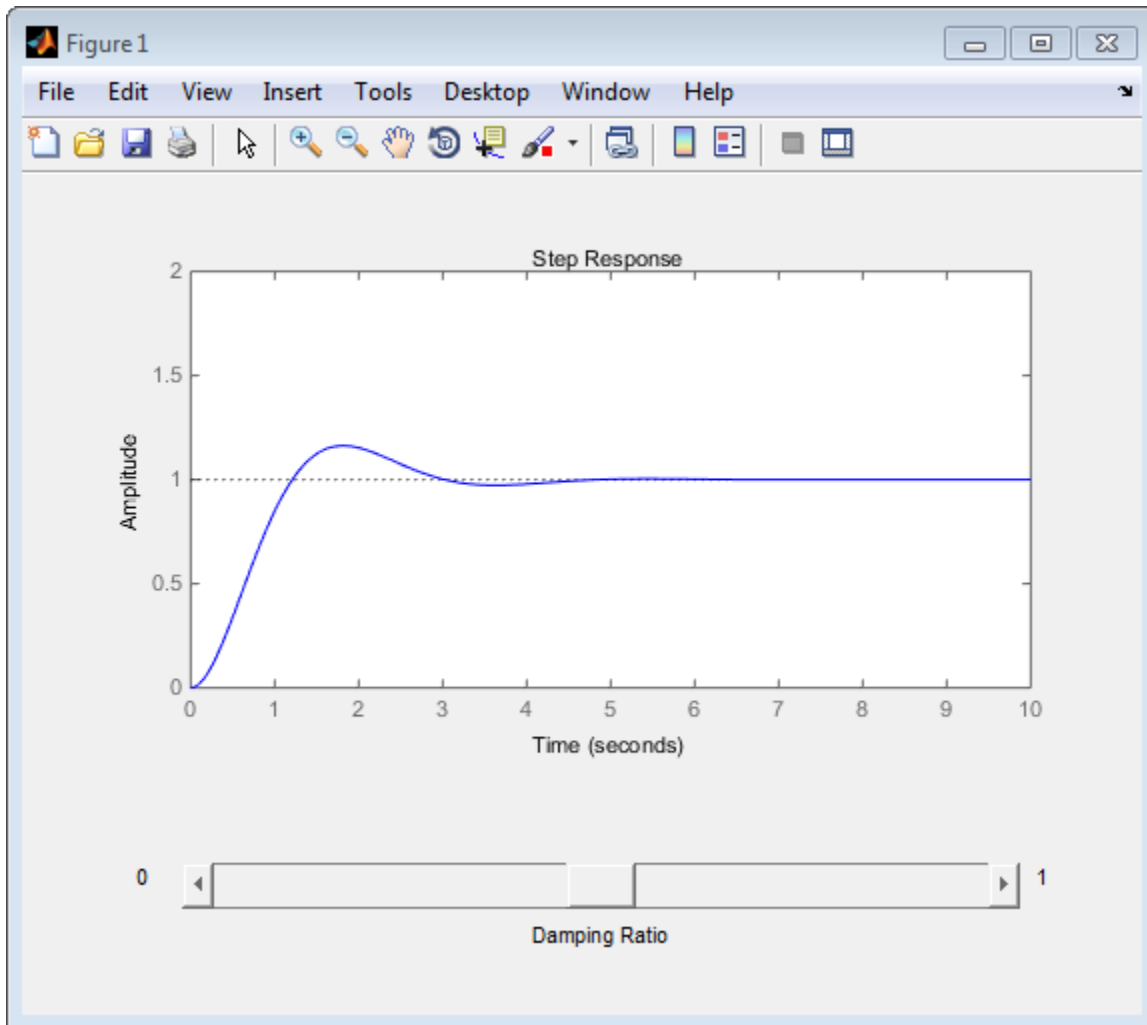 Figure 1
File Edit View Insert Tools Desktop Window Help
Step Response
2
1.5
1
0.5
0
Amplitude
0 1 2 3 4 5 6 7 8 9 10
Time (seconds)
0 1
Damping Ratio